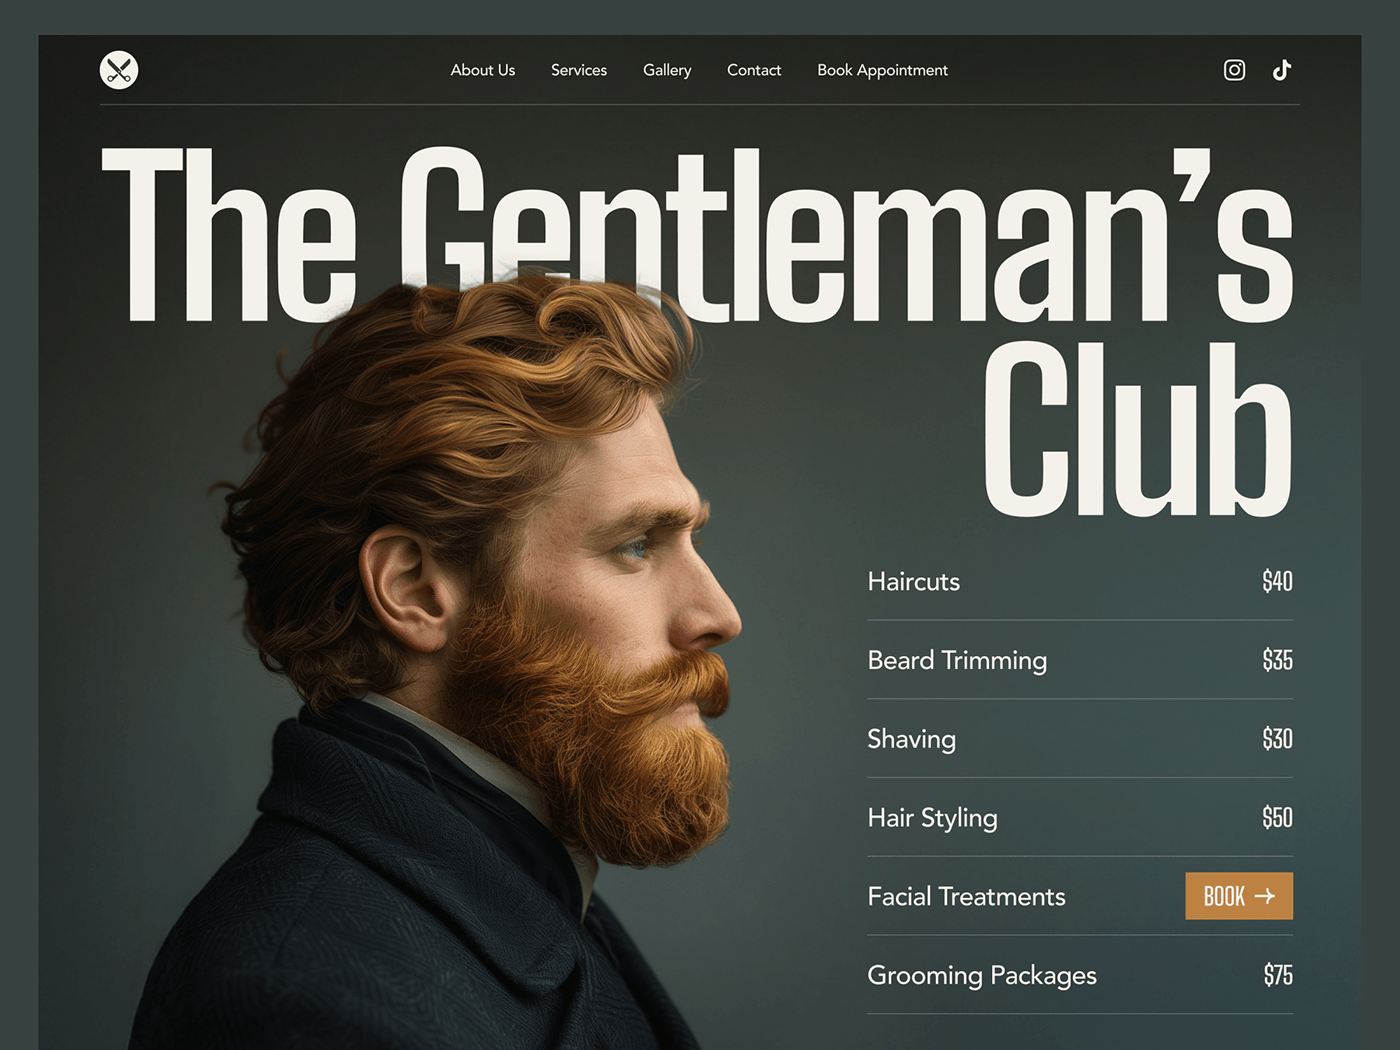 About Us Services Gallery Contact Book Appointment
The Gentleman’s
Club
Haircuts $40
Beard Trimming $35
Shaving $30
Hair Styling $50
Facial Treatments BOOK →
Grooming Packages $75